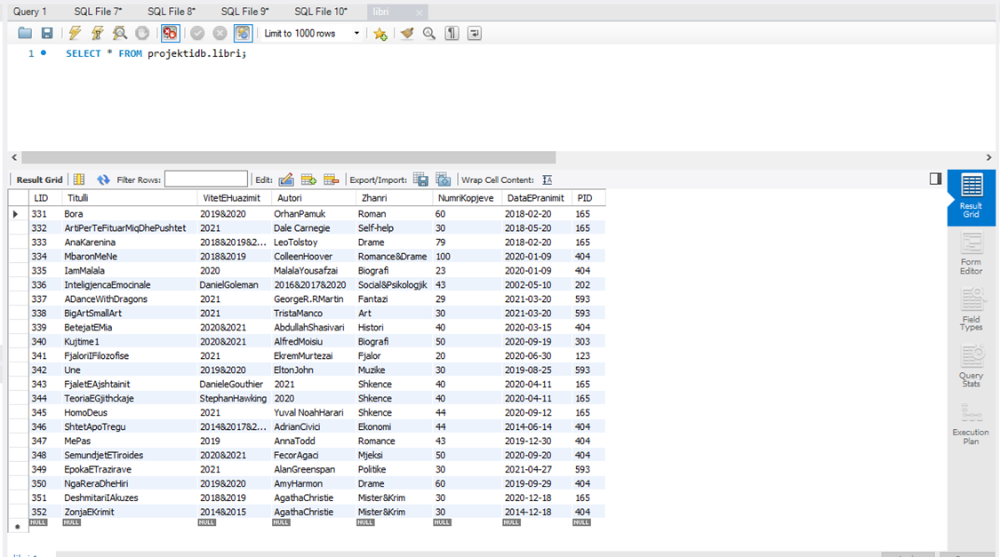 Query 1 SQL File 7* SQL File 8* SQL File 9* SQL File 10* libri
Limit to 1000 rows
1 SELECT * FROM projektidb.libri;
Result Grid Filter Rows: Edit: Export/Import: Wrap Cell Content:
LID Titulli VitetEHuazimit Autori Zhanri NumriKopjeve DataEPranimit PID
331 Bora 2019&2020 OrhanPamuk Roman 60 2018-02-20 165
332 ArtiPerTeFituarMiqDhePushtet 2021 Dale Carnegie Self-help 30 2018-05-20 165
333 AnaKarenina 2018&2019&2... LeoTolstoy Drame 79 2018-02-20 165
334 MbaronMeNe 2018&2019 ColleenHoover Romance&Drame 100 2020-01-09 404
335 IamMalala 2020 MalalaYousafzai Biografi 23 2020-01-09 404
336 InteligjencaEmocinale DanielGoleman 2016&2017&2020 Social&Psikologjik 43 2002-05-10 202
337 ADanceWithDragons 2021 GeorgeR.RMartin Fantazi 29 2021-03-20 593
338 BigArtSmallArt 2021 TristaManco Art 30 2021-03-20 593
339 BetejatEMia 2020&2021 AbdullahShasivari Histori 40 2020-03-15 404
340 Kujtime1 2020&2021 AlfredMoisiu Biografi 50 2020-09-19 303
341 FjaloriIFilozofise 2021 EkremMurtezai Fjalor 20 2020-06-30 123
342 Une 2019&2020 EltonJohn Muzike 30 2019-08-25 593
343 FjaletEAjshtainit DanieleGouthier 2021 Shkence 40 2020-04-11 165
344 TeoriaEGjithckaje StephanHawking 2020 Shkence 40 2020-04-11 165
345 HomoDeus 2021 Yuval NoahHarari Shkence 44 2020-09-12 165
346 ShtetApoTregu 2014&2017&2... AdrianCivici Ekonomi 44 2014-06-14 404
347 MePas 2019 AnnaTodd Romance 43 2019-12-30 404
348 SemundjetETiroides 2020&2021 FecorAgaci Mjeksi 50 2020-09-20 404
349 EpokaETrazirave 2021 AlanGreenspan Politike 30 2021-04-27 593
350 NgaReraDheHiri 2019&2020 AmyHarmon Drame 60 2019-09-29 404
351 DeshmitariIAkuzes 2018&2019 AgathaChristie Mister&Krim 30 2020-12-18 165
352 ZonjaEKrimit 2014&2015 AgathaChristie Mister&Krim 30 2014-12-18 404
NULL NULL NULL NULL NULL NULL NULL NULL
Result
Grid
Form
Editor
Field
Types
Query
Stats
Execution
Plan